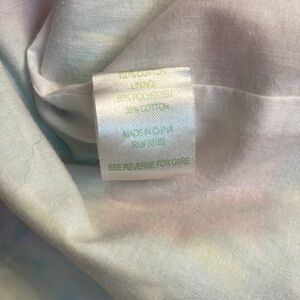 100% COTTON
LINING
65% POLYESTER
35% COTTON
MADE IN CHINA
SEE REVERSE FOR CARE